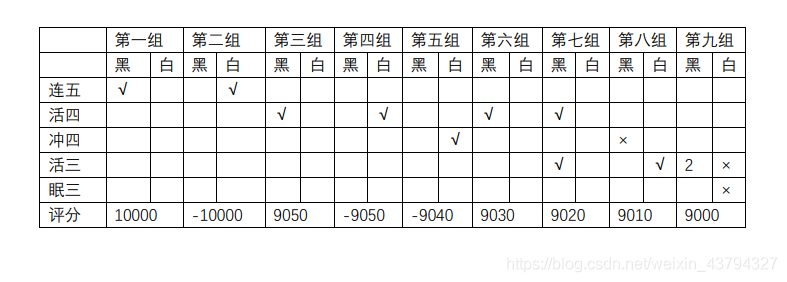 第一组 第二组 第三组 第四组 第五组 第六组 第七组 第八组 第九组
黑 白 黑 白 黑 白 黑 白 黑 白 黑 白 黑 白 黑 白 黑 白
连五 √ √
活四 √ √ √ √
冲四 √ ×
活三 √ √ 2 ×
眠三 ×
评分 10000 -10000 9050 -9050 -9040 9030 9020 9010 9000
https://blog.csdn.net/weixin_43794327